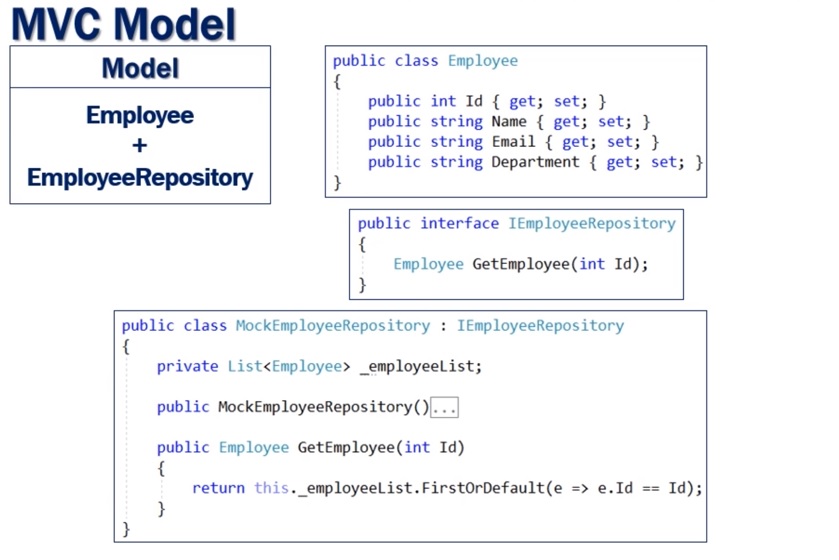 MVC Model
Model
Employee
+
EmployeeRepository
public class Employee
{
    public int Id { get; set; }
    public string Name { get; set; }
    public string Email { get; set; }
    public string Department { get; set; }
}
public interface IEmployeeRepository
{
    Employee GetEmployee(int Id);
}
public class MockEmployeeRepository : IEmployeeRepository
{
    private List<Employee> _employeeList;
    public MockEmployeeRepository()...
    public Employee GetEmployee(int Id)
    {
        return this._employeeList.FirstOrDefault(e => e.Id == Id);
    }
}